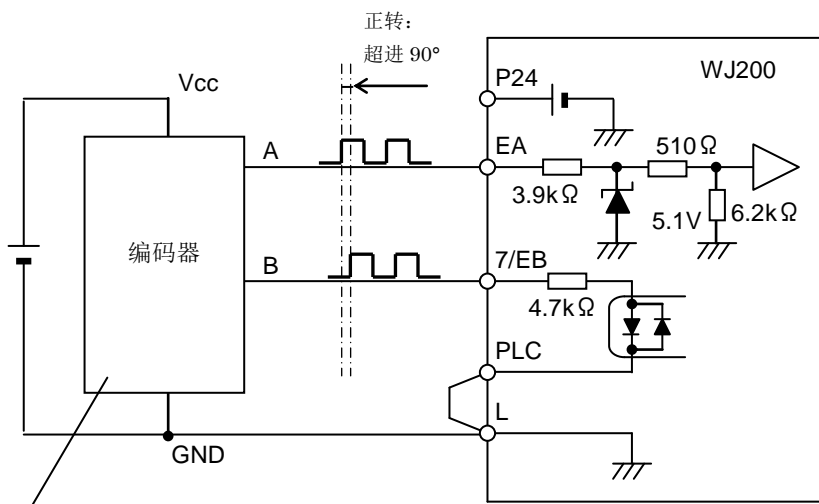 正转：
超进 90°
Vcc
P24
WJ200
A
EA
510Ω
3.9kΩ
5.1V
6.2kΩ
编码器
B
7/EB
4.7kΩ
PLC
L
GND